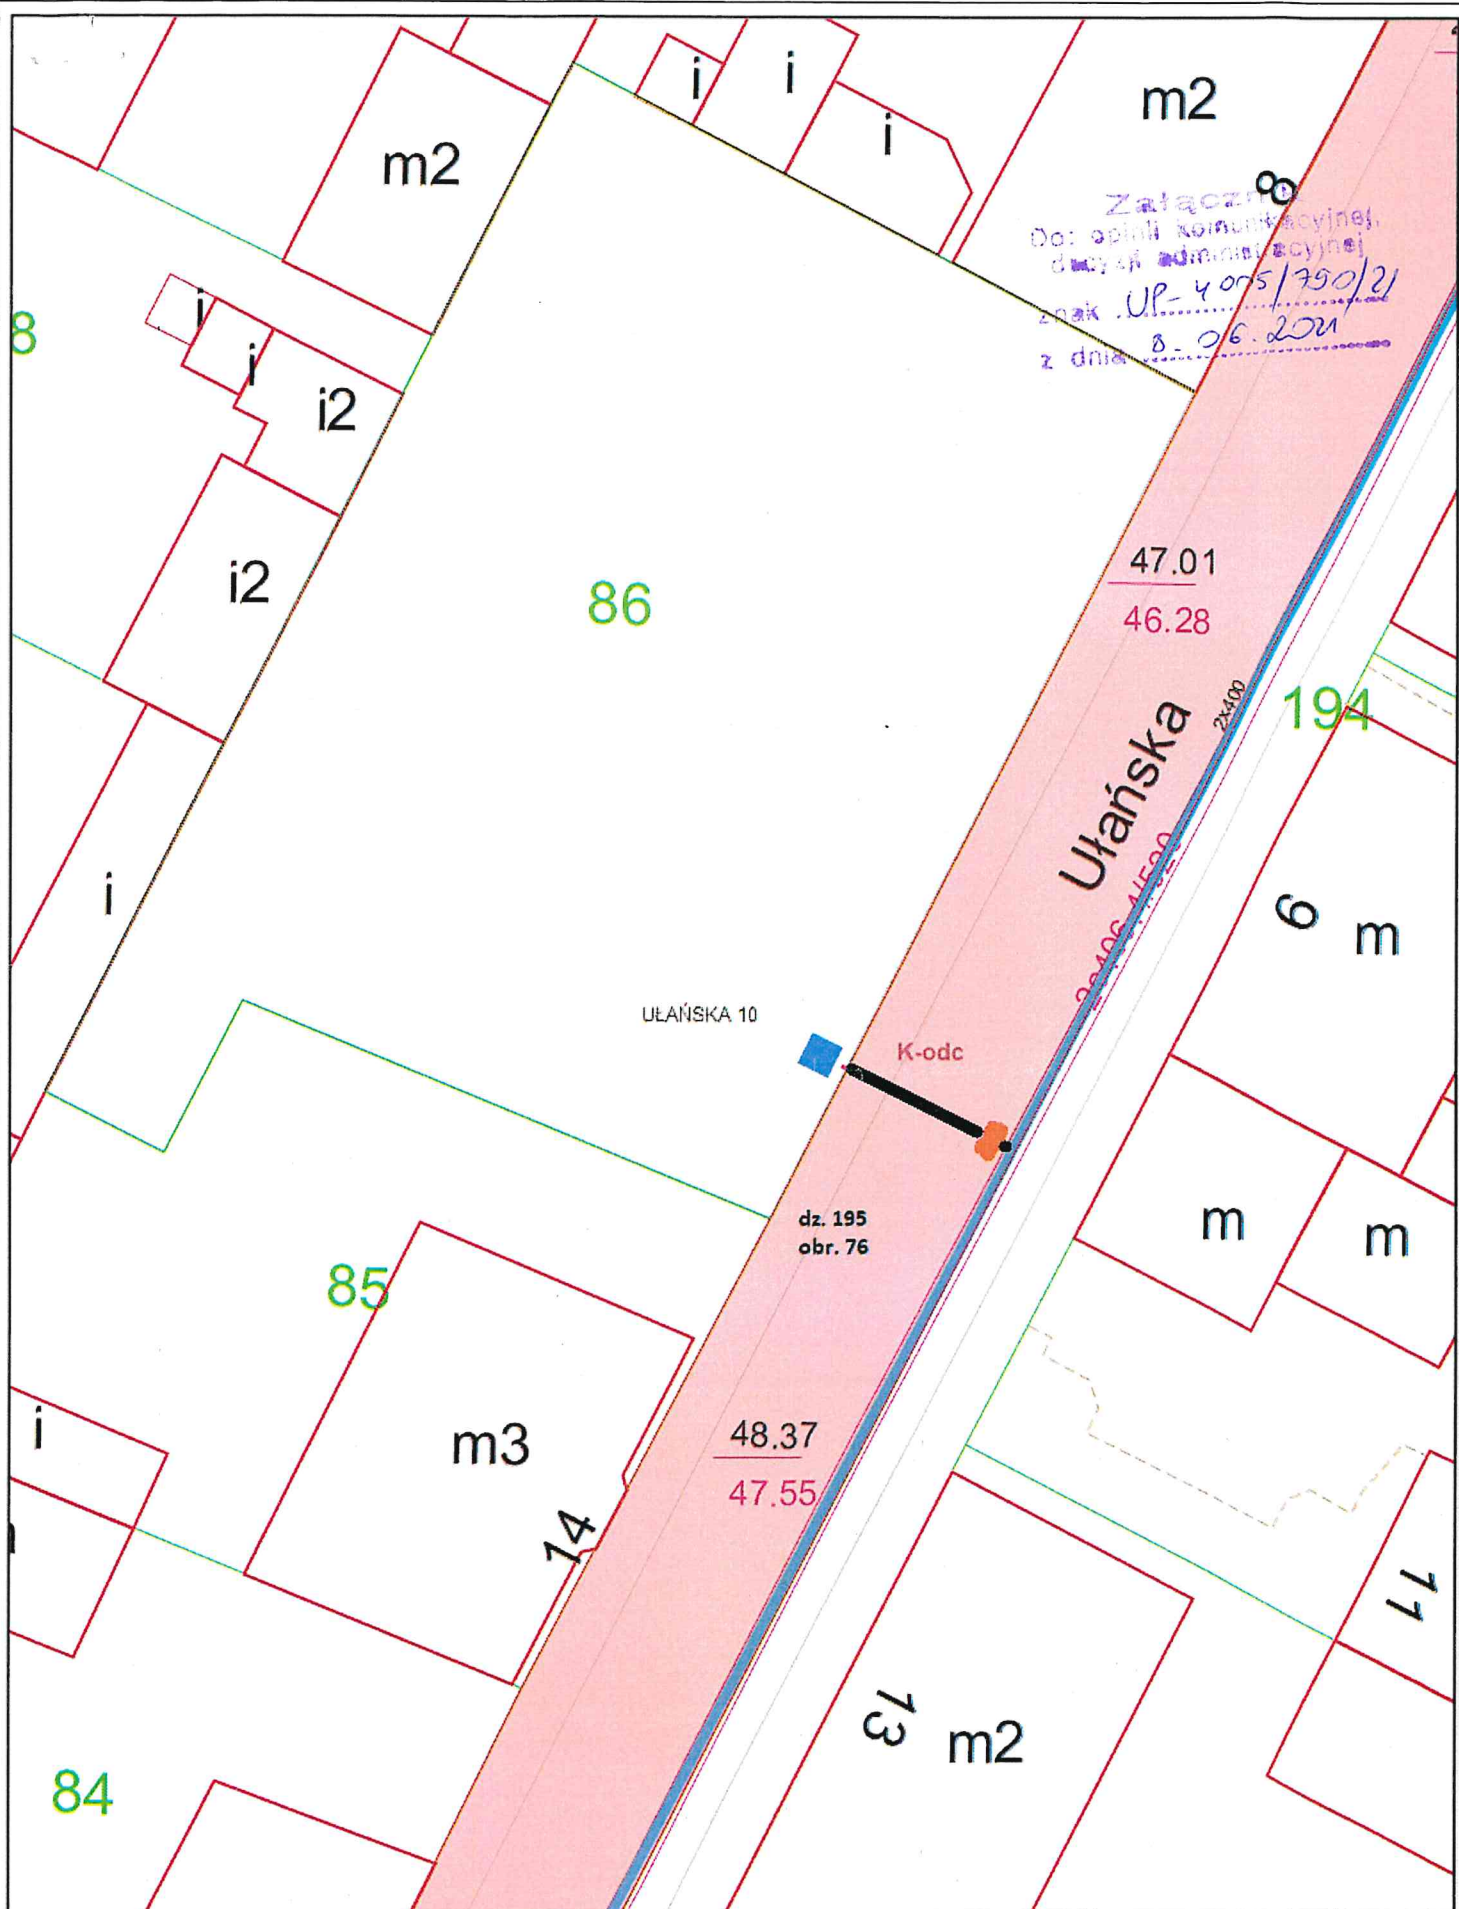 i
i
m2
m2
i
8
Załącznik
Do: opinii komunikacyjnej,
decyzji administracyjnej
znak UP-4005/790/21
z dnia 8.06.2021
8
i
i
i2
i2
86
47.01
46.28
2x400
194
Ułańska
i
6
m
UŁAŃSKA 10
K-odc
dz. 195
obr. 76
m
m
85
i
m3
48.37
47.55
14
11
13
m2
84